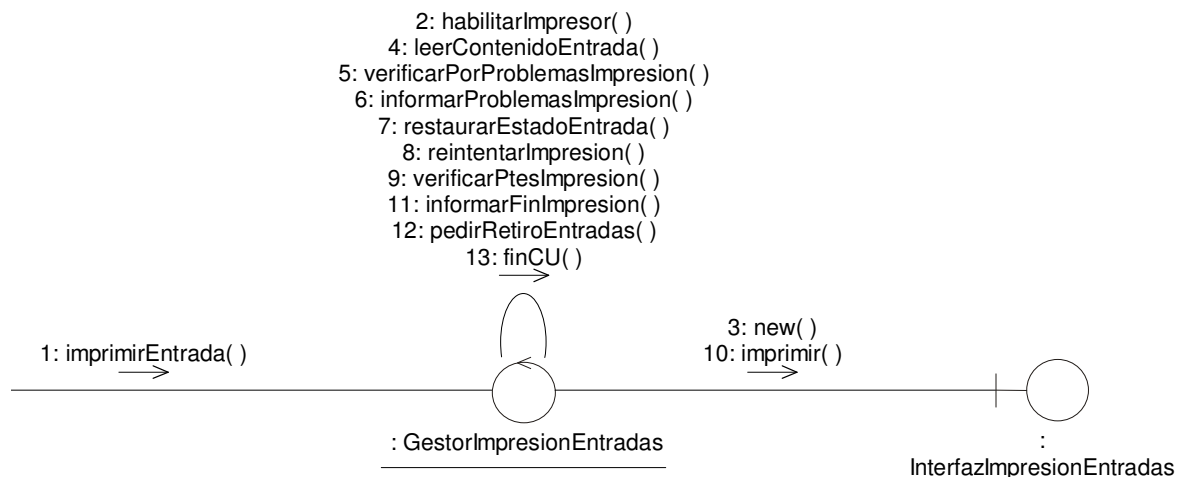 2: habilitarImpresor( )
4: leerContenidoEntrada( )
5: verificarPorProblemasImpresion( )
6: informarProblemasImpresion( )
7: restaurarEstadoEntrada( )
8: reintentarImpresion( )
9: verificarPtesImpresion( )
11: informarFinImpresion( )
12: pedirRetiroEntradas( )
13: finCU( )
3: new( )
1: imprimirEntrada( )
10: imprimir( )
: GestorImpresionEntradas
:
InterfazImpresionEntradas